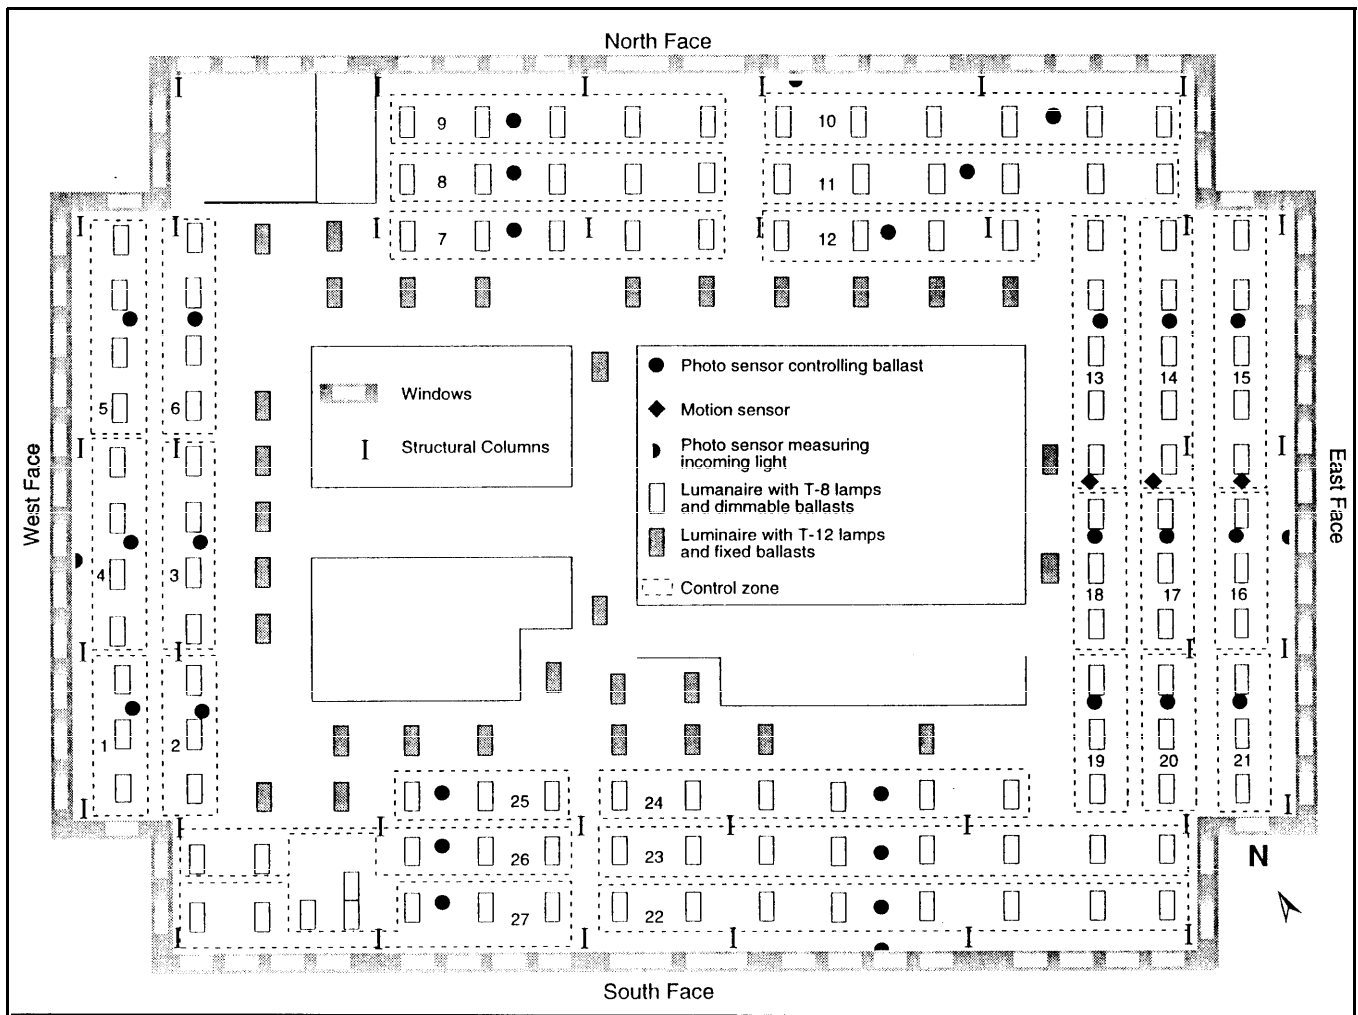 North Face
9
10
8
11
7
12
Photo sensor controlling ballast
Windows
Motion sensor
Structural Columns
Photo sensor measuring
incoming light
Lumanaire with T-8 lamps
and dimmable ballasts
Luminaire with T-12 lamps
and fixed ballasts
Control zone
13
14
15
5
6
West Face
East Face
4
3
18
17
16
1
2
19
20
21
25
24
26
23
27
22
N
South Face